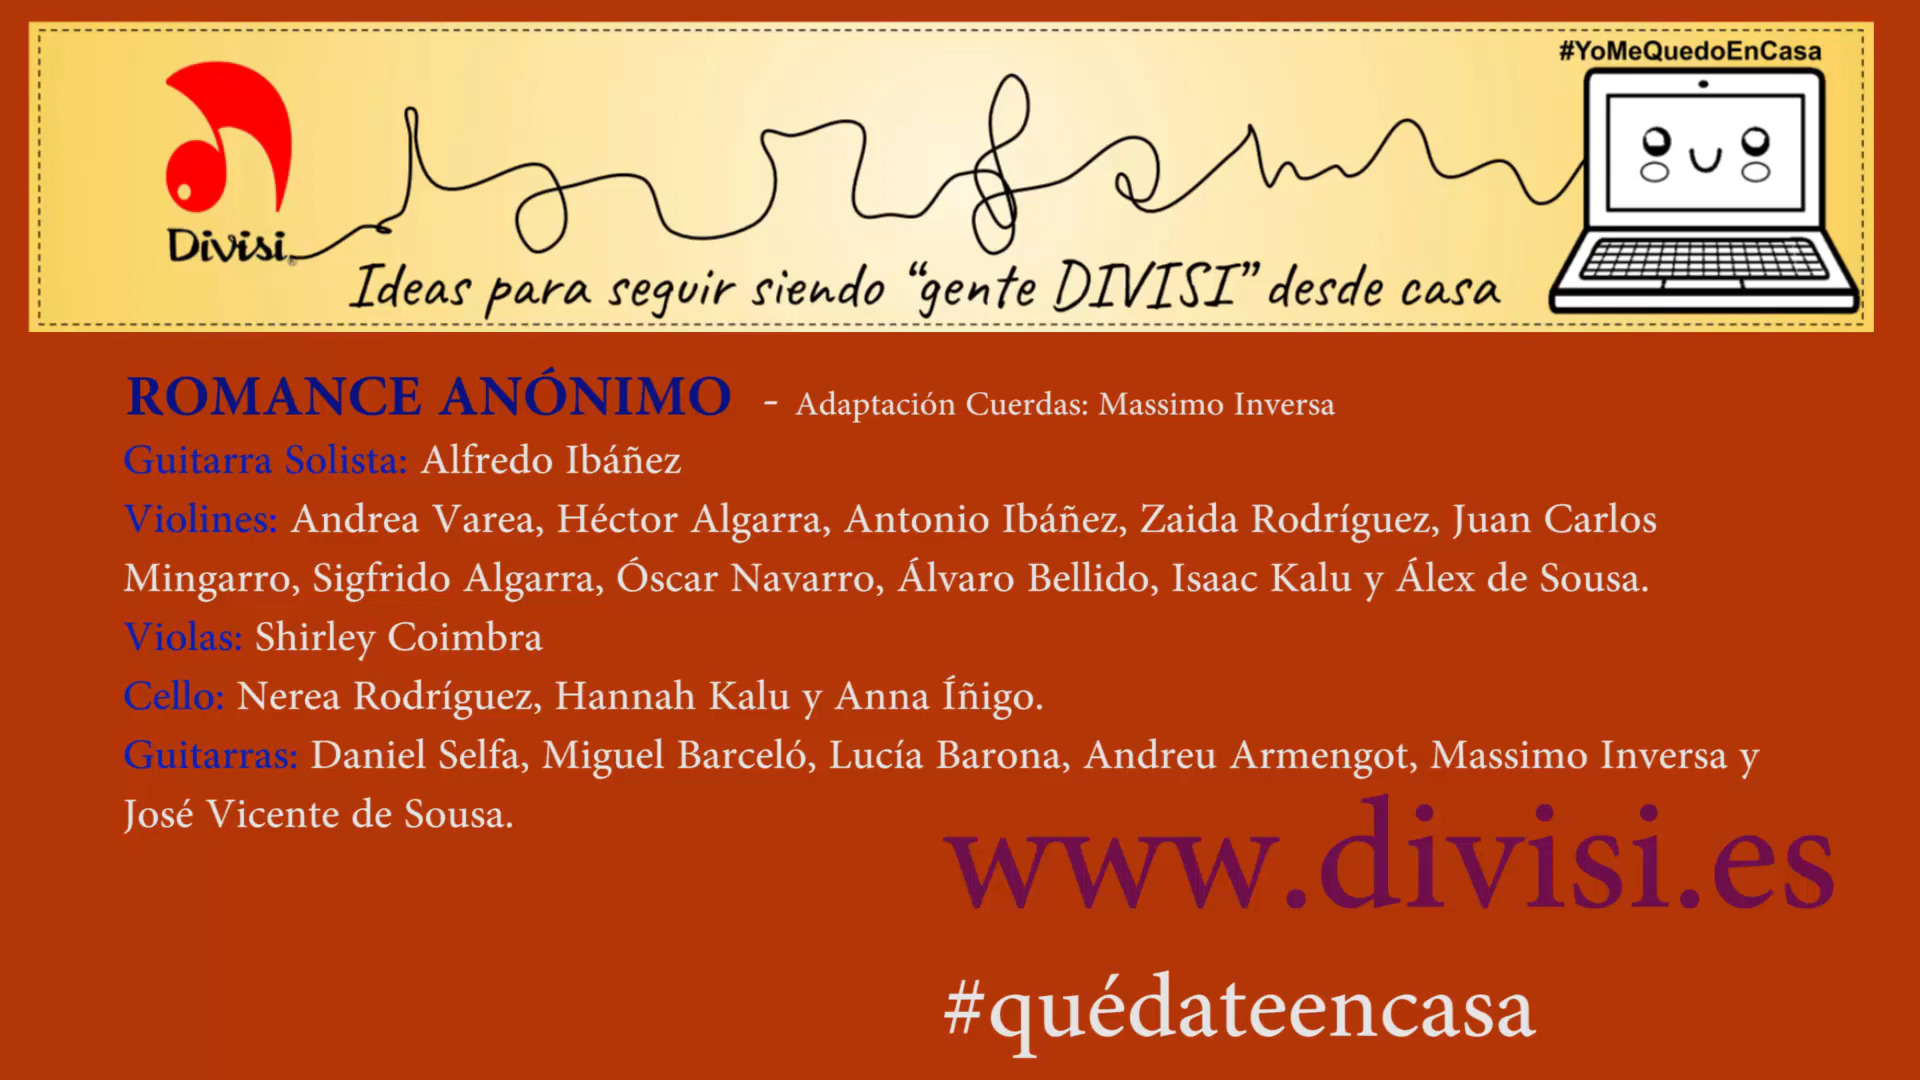 #YoMeQuedoEnCasa
Divisi®
Ideas para seguir siendo “gente DIVISI” desde casa
ROMANCE ANÓNIMO - Adaptación Cuerdas: Massimo Inversa
Guitarra Solista: Alfredo Ibáñez
Violines: Andrea Varea, Héctor Algarra, Antonio Ibáñez, Zaida Rodríguez, Juan Carlos
Mingarro, Sigfrido Algarra, Óscar Navarro, Álvaro Bellido, Isaac Kalu y Álex de Sousa.
Violas: Shirley Coimbra
Cello: Nerea Rodríguez, Hannah Kalu y Anna Íñigo.
Guitarras: Daniel Selfa, Miguel Barceló, Lucía Barona, Andreu Armengot, Massimo Inversa y
José Vicente de Sousa.
www.divisi.es
#quédateencasa